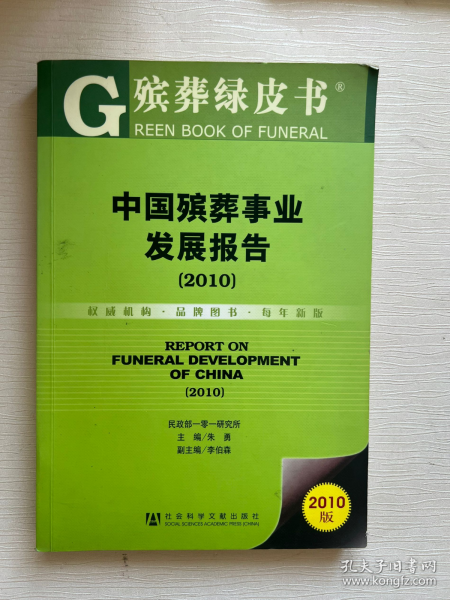 殡葬绿皮书®
GREEN BOOK OF FUNERAL
中国殡葬事业
发展报告
(2010)
权威机构·品牌图书·每年新版
REPORT ON
FUNERAL DEVELOPMENT
OF CHINA
(2010)
民政部一零一研究所
主 编/朱 勇
副主编/李伯森
社会科学文献出版社
SOCIAL SCIENCES ACADEMIC PRESS (CHINA)
2010
版
孔夫子旧书网
www.kongfz.com